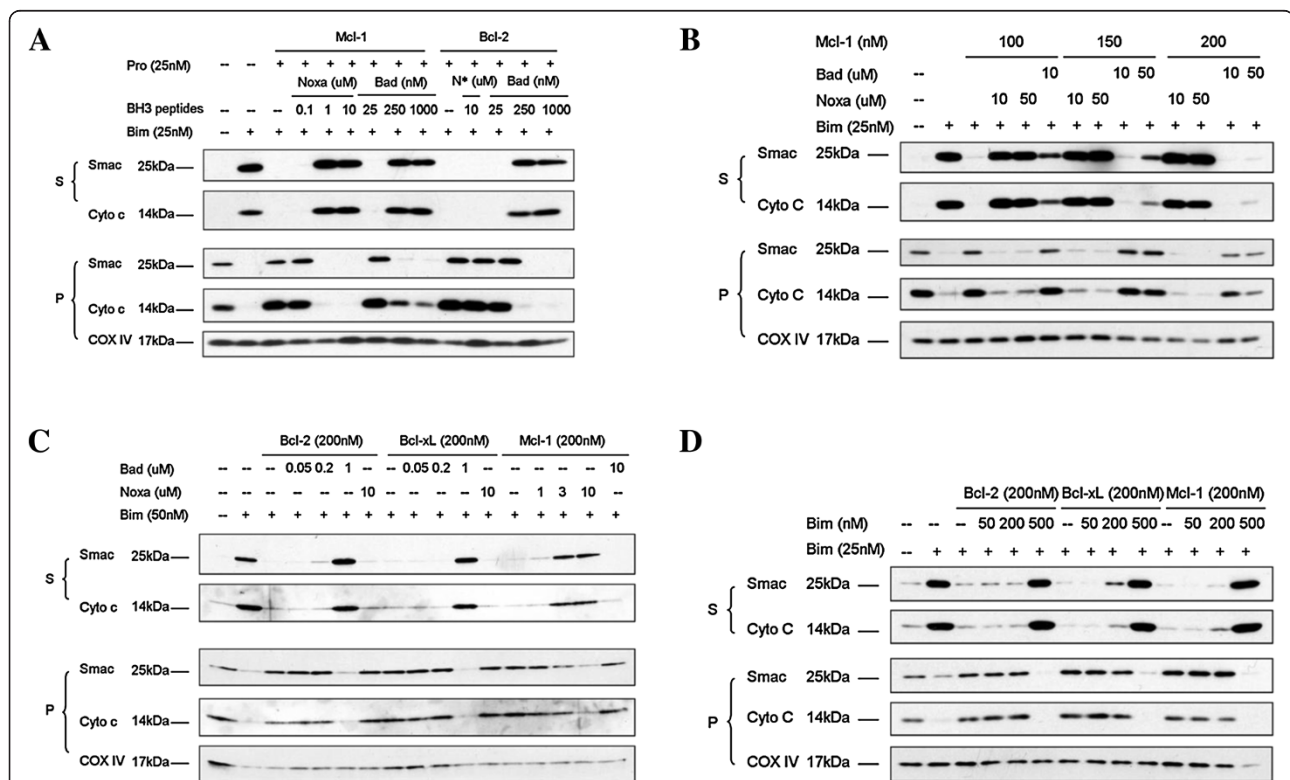 A
Mcl-1 Bcl-2
Pro (25nM) -- -- + + + + + + + + + + + +
Noxa (uM) Bad (nM) N* (uM) Bad (nM)
BH3 peptides -- -- -- 0.1 1 10 25 250 1000 -- 10 25 250 1000
Bim (25nM) -- + + + + + + + + + + + + +
S
Smac 25kDa
Cyto c 14kDa
P
Smac 25kDa
Cyto c 14kDa
COX IV 17kDa
B
Mcl-1 (nM) 100 150 200
Bad (uM) -- 10 10 50 10 50
Noxa (uM) 10 50 10 50 10 50
Bim (25nM) -- + + + + + + + + + + + + +
S
Smac 25kDa
Cyto C 14kDa
P
Smac 25kDa
Cyto C 14kDa
COX IV 17kDa
C
Bcl-2 (200nM) Bcl-xL (200nM) Mcl-1 (200nM)
Bad (uM) -- -- -- 0.05 0.2 1 -- -- 0.05 0.2 1 -- -- -- -- -- 10
Noxa (uM) -- -- -- -- -- -- 10 -- -- -- -- 10 -- 1 3 10 --
Bim (50nM) -- + + + + + + + + + + + + + + + +
S
Smac 25kDa
Cyto c 14kDa
P
Smac 25kDa
Cyto c 14kDa
COX IV 17kDa
D
Bcl-2 (200nM) Bcl-xL (200nM) Mcl-1 (200nM)
Bim (nM) -- -- -- 50 200 500 -- 50 200 500 -- 50 200 500
Bim (25nM) -- + + + + + + + + + + + + +
S
Smac 25kDa
Cyto C 14kDa
P
Smac 25kDa
Cyto C 14kDa
COX IV 17kDa